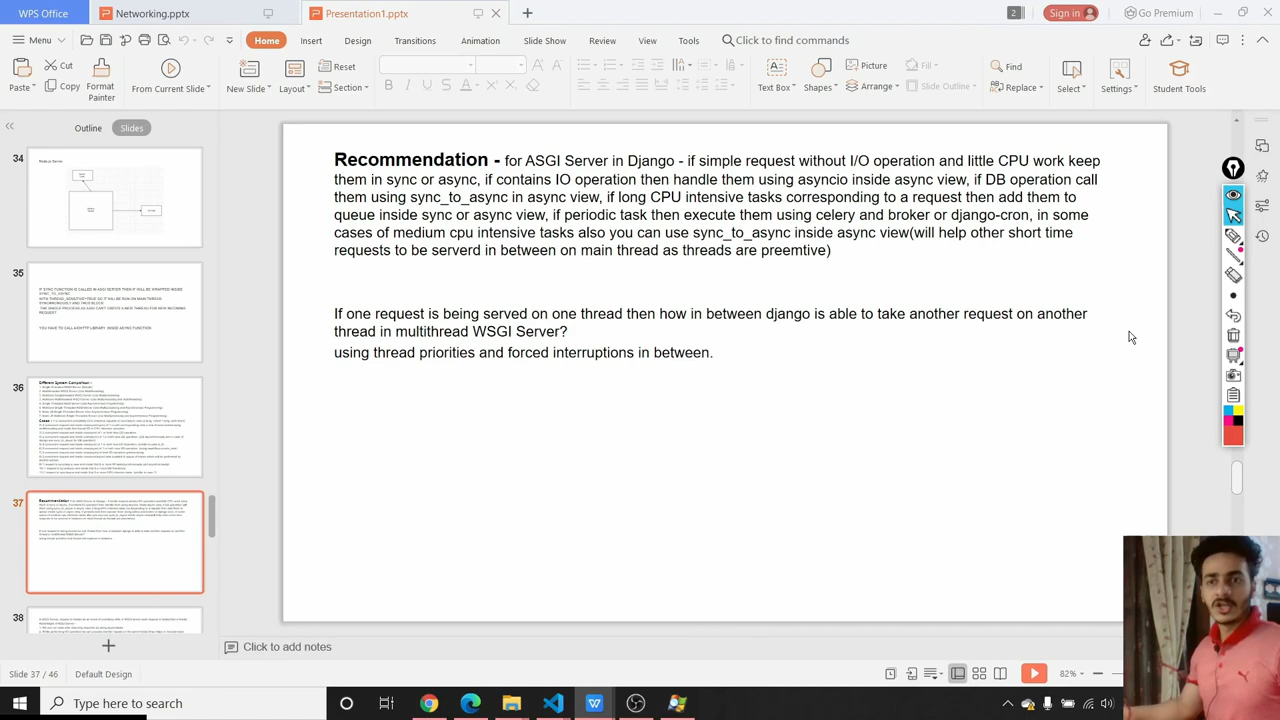 WPS Office
Networking.pptx
Presentation1.pptx
2
Sign in
Go Premium
Menu
Home
Insert
Design
Transitions
Animation
Slide Show
Review
View
Tools
Click to find commands
Paste
Cut
Copy
Format Painter
From Current Slide
New Slide
Layout
Reset
Section
Text Box
Shapes
Picture
Arrange
Fill
Slide Outline
Find
Replace
Select
Settings
Student Tools
Outline
Slides
34
35
36
37
38
Recommendation - for ASGI Server in Django - if simple request without I/O operation and little CPU work keep
them in sync or async, if contains IO operation then handle them using asyncio inside async view, if DB operation call
them using sync_to_async in async view, if long CPU intensive tasks corresponding to a request then add them to
queue inside sync or async view, if periodic task then execute them using celery and broker or django-cron, in some
cases of medium cpu intensive tasks also you can use sync_to_async inside async view(will help other short time
requests to be serverd in between on main thread as threads are preemtive)
If one request is being served on one thread then how in between django is able to take another request on another
thread in multithread WSGI Server?
using thread priorities and forced interruptions in between.
Click to add notes
Slide 37 / 46
Default Design
82%
Type here to search